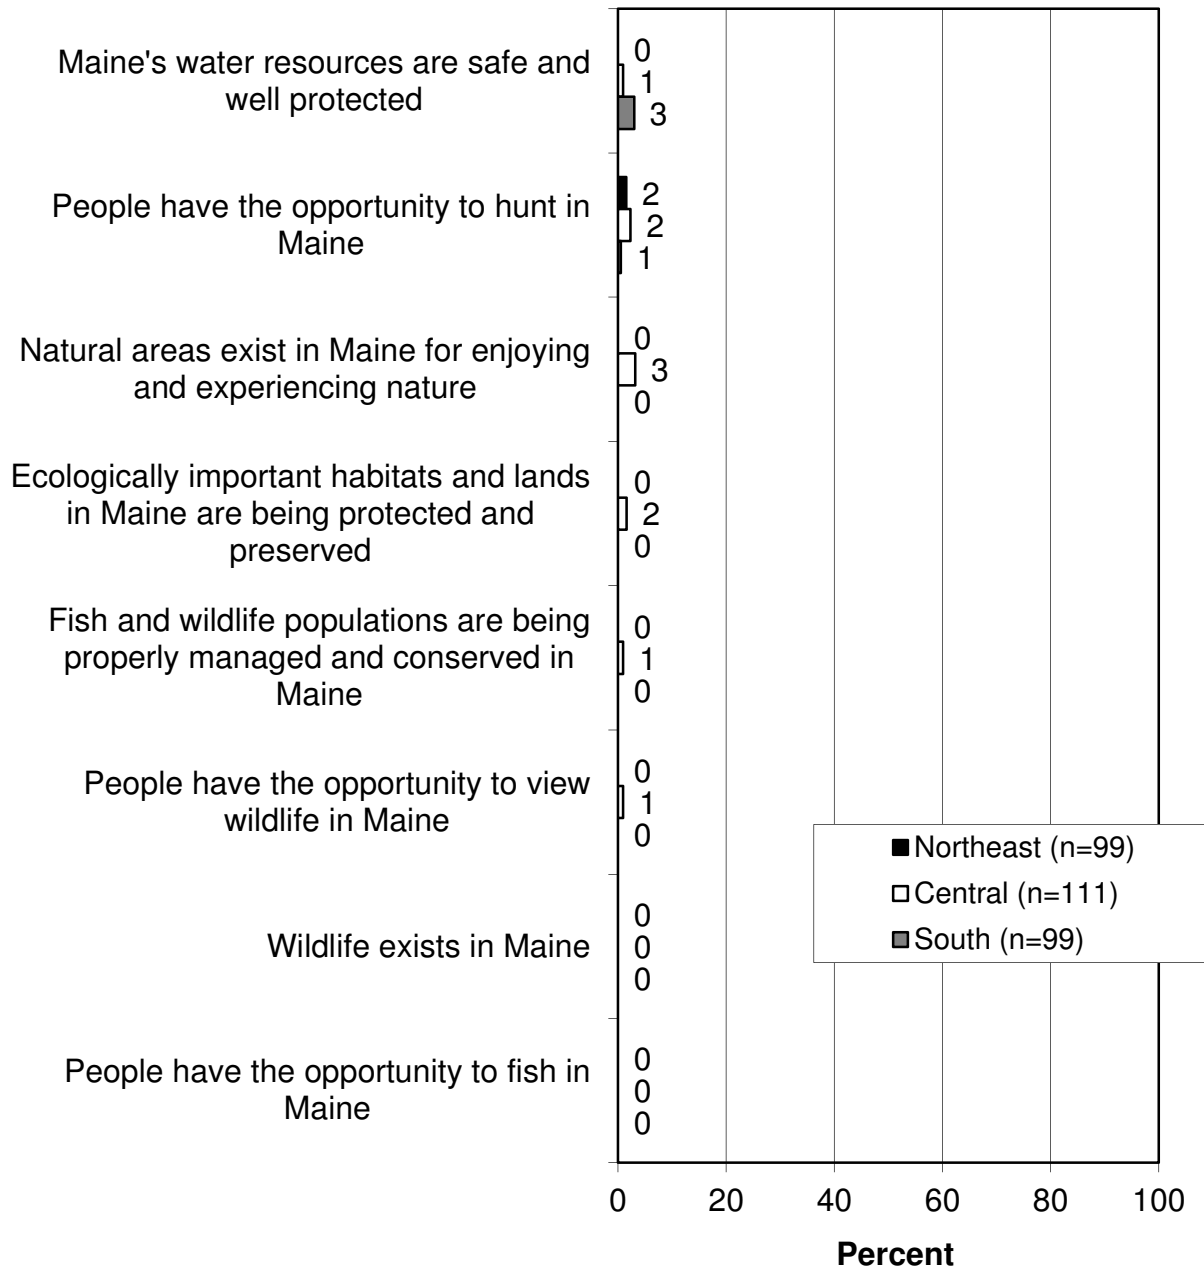 Maine's water resources are safe and
well protected
0
1
3
People have the opportunity to hunt in
Maine
2
2
1
Natural areas exist in Maine for enjoying
and experiencing nature
0
3
0
Ecologically important habitats and lands
in Maine are being protected and
preserved
0
2
0
Fish and wildlife populations are being
properly managed and conserved in
Maine
0
1
0
People have the opportunity to view
wildlife in Maine
0
1
0
Northeast (n=99)
Central (n=111)
South (n=99)
Wildlife exists in Maine
0
0
0
People have the opportunity to fish in
Maine
0
0
0
0 20 40 60 80 100
Percent